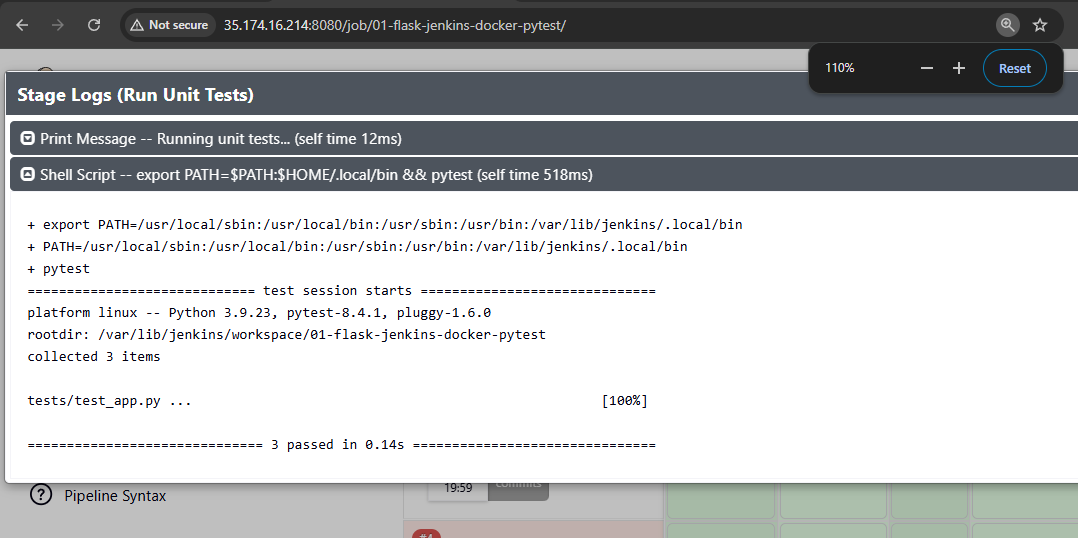 Not secure 35.174.16.214:8080/job/01-flask-jenkins-docker-pytest/
110% Reset
Stage Logs (Run Unit Tests)
Print Message -- Running unit tests... (self time 12ms)
Shell Script -- export PATH=$PATH:$HOME/.local/bin && pytest (self time 518ms)
+ export PATH=/usr/local/sbin:/usr/local/bin:/usr/sbin:/usr/bin:/var/lib/jenkins/.local/bin
+ PATH=/usr/local/sbin:/usr/local/bin:/usr/sbin:/usr/bin:/var/lib/jenkins/.local/bin
+ pytest
============================= test session starts ==============================
platform linux -- Python 3.9.23, pytest-8.4.1, pluggy-1.6.0
rootdir: /var/lib/jenkins/workspace/01-flask-jenkins-docker-pytest
collected 3 items
tests/test_app.py ... [100%]
============================== 3 passed in 0.14s ===============================
19:59 commits
Pipeline Syntax
#4